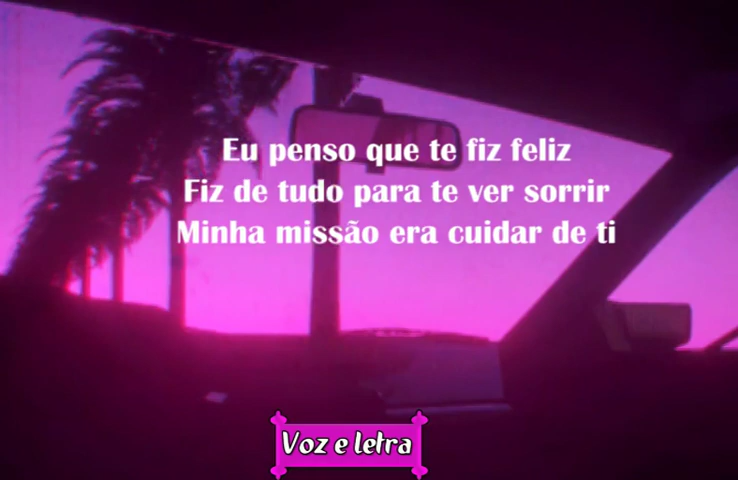 Eu penso que te fiz feliz
Fiz de tudo para te ver sorrir
Minha missão era cuidar de ti
Voz e letra